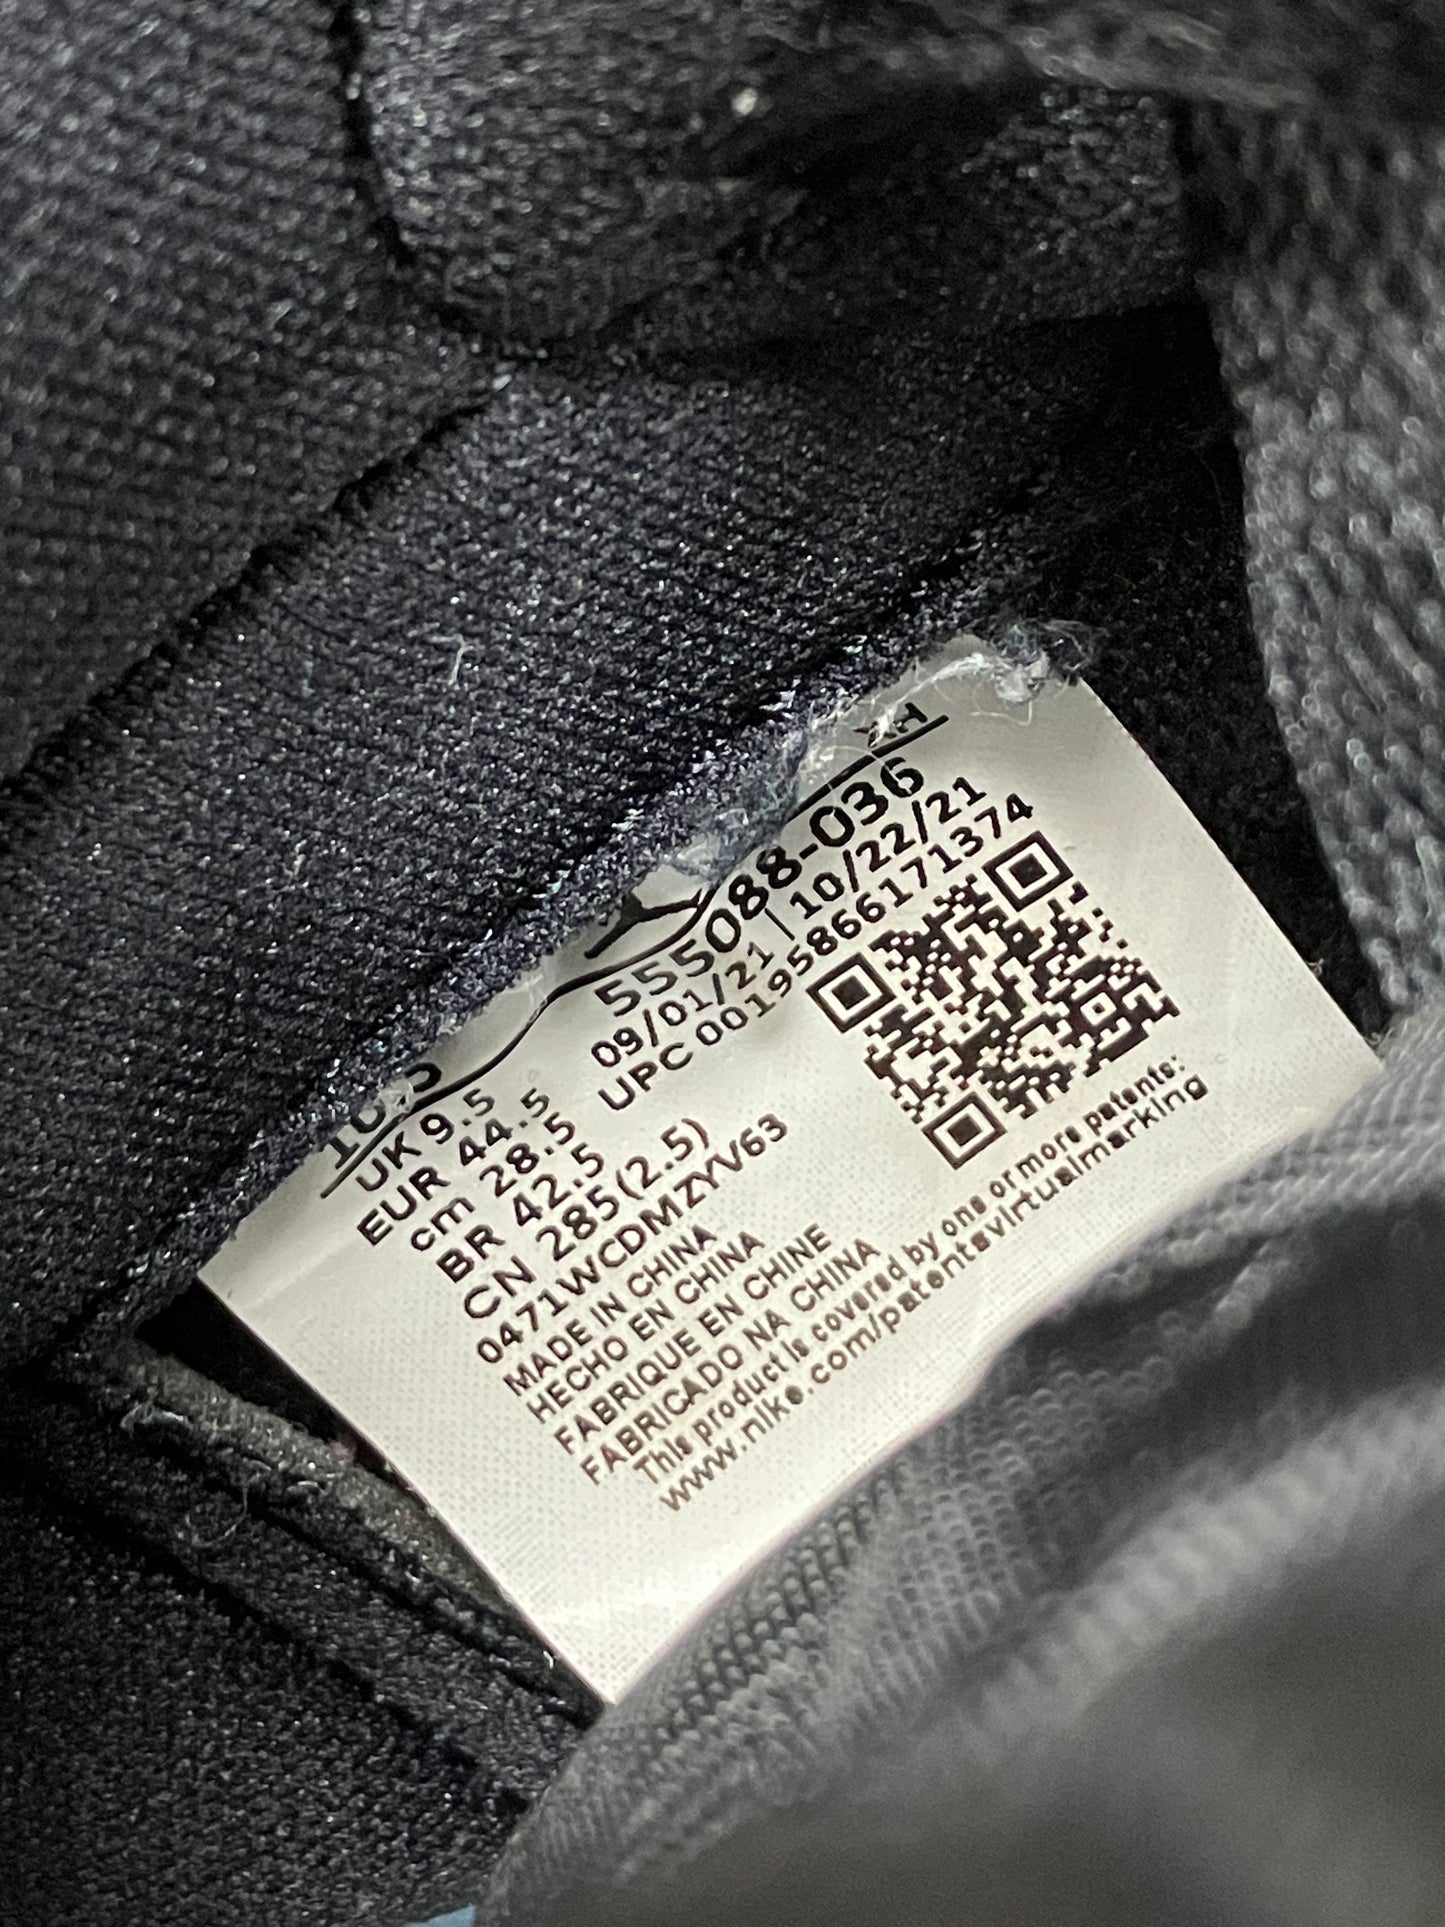 555088-036
09/01/21 | 10/22/21
UPC 00195866171374
UK 9.5
EUR 44.5
cm 28.5
BR 42.5
CN 285(2.5)
0471WCDMZYV63
MADE IN CHINA
HECHO EN CHINA
FABRIQUE EN CHINE
FABRICADO NA CHINA
This product is covered by one or more patents:
www.nike.com/patentsvirtualmarking